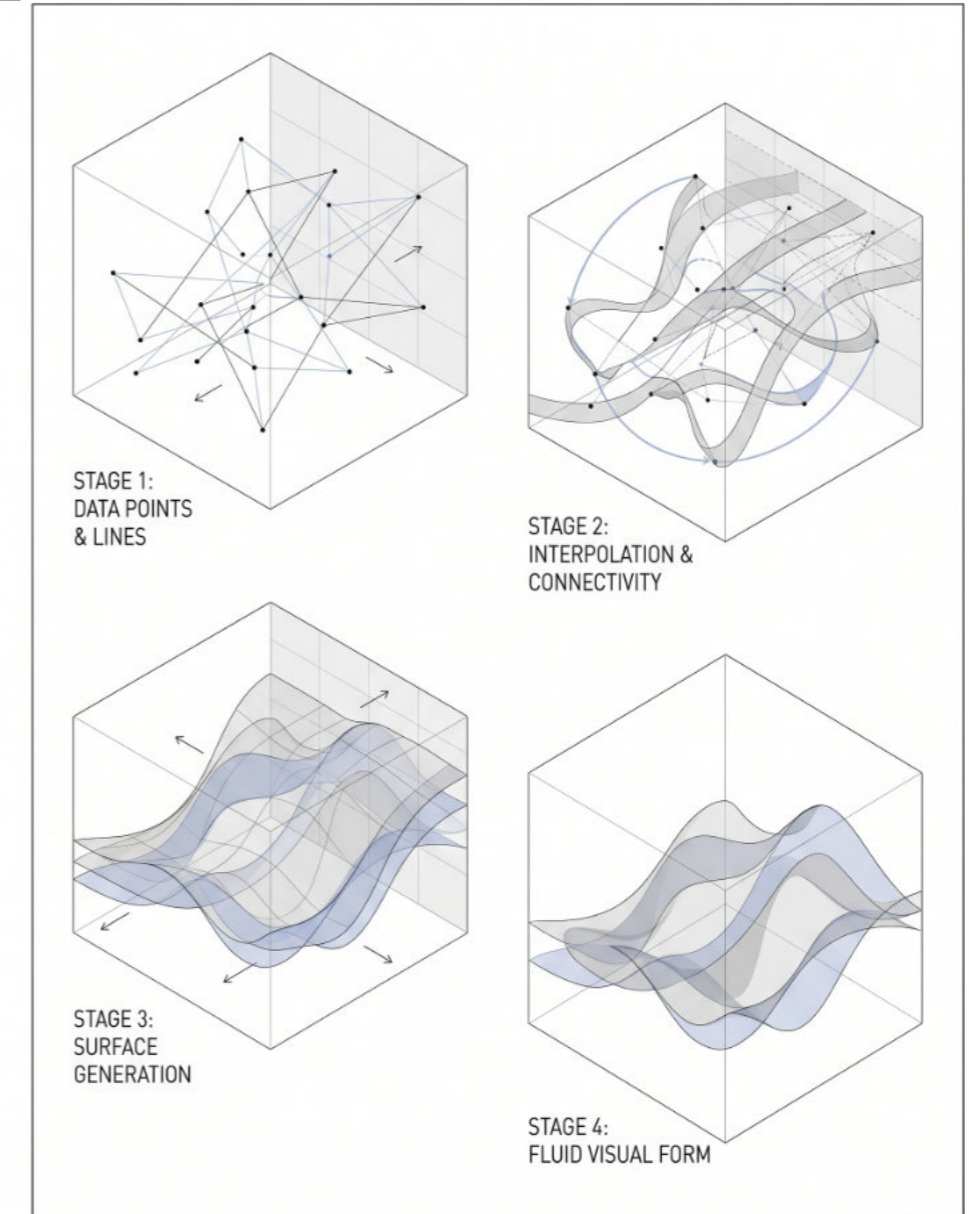 STAGE 1:
DATA POINTS
& LINES
STAGE 2:
INTERPOLATION &
CONNECTIVITY
STAGE 3:
SURFACE
GENERATION
STAGE 4:
FLUID VISUAL FORM